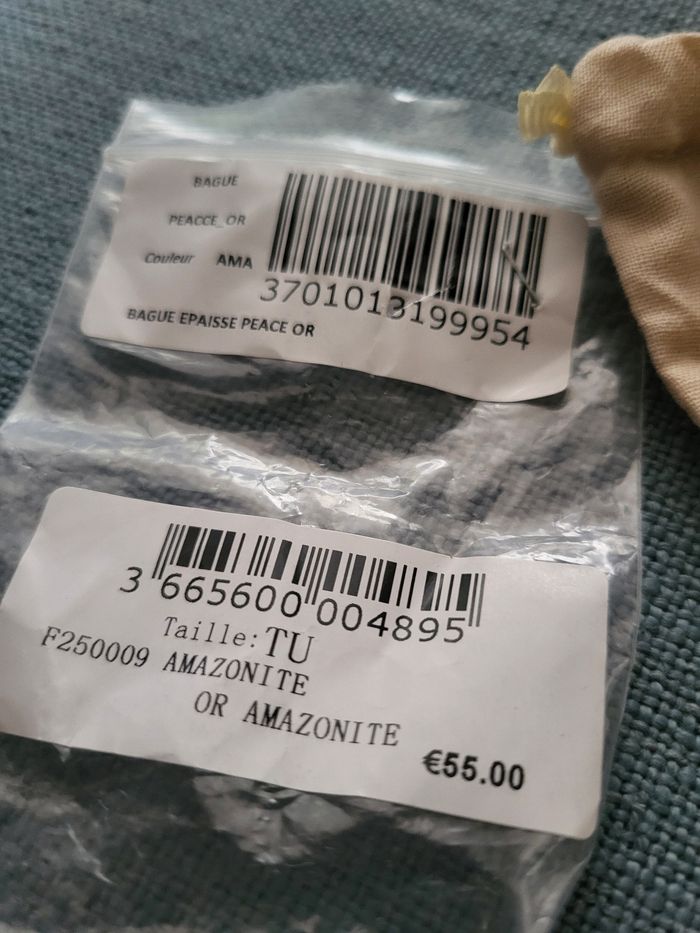 BAGUE
PEACCE_OR
Couleur AMA
3701013199954
BAGUE EPAISSE PEACE OR
3 665600 004895
Taille: TU
F250009 AMAZONITE
OR AMAZONITE
€55.00